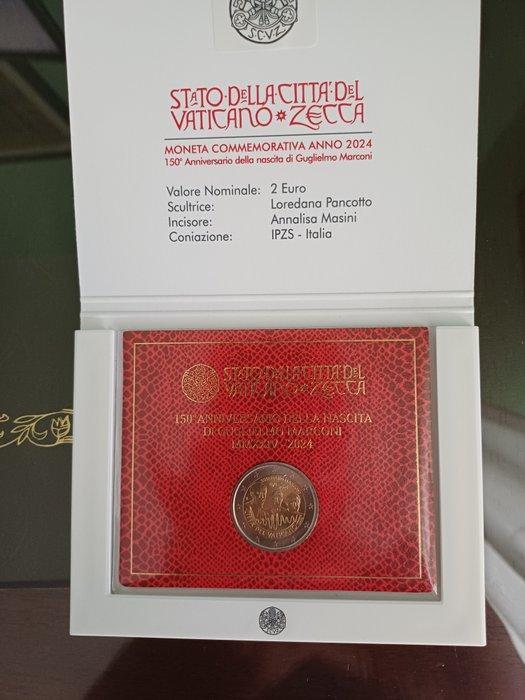 S.C.V.Z.
STATO·DELLA·CITTÀ·DEL
VATICANO * ZECCA
MONETA COMMEMORATIVA ANNO 2024
150° Anniversario della nascita di Guglielmo Marconi
Valore Nominale: 2 Euro
Scultrice: Loredana Pancotto
Incisore: Annalisa Masini
Coniazione: IPZS - Italia
STATO·DELLA·CITTÀ·DEL
VATICANO * ZECCA
150° ANNIVERSARIO DELLA NASCITA
DI GUGLIELMO MARCONI
MMXXIV - 2024